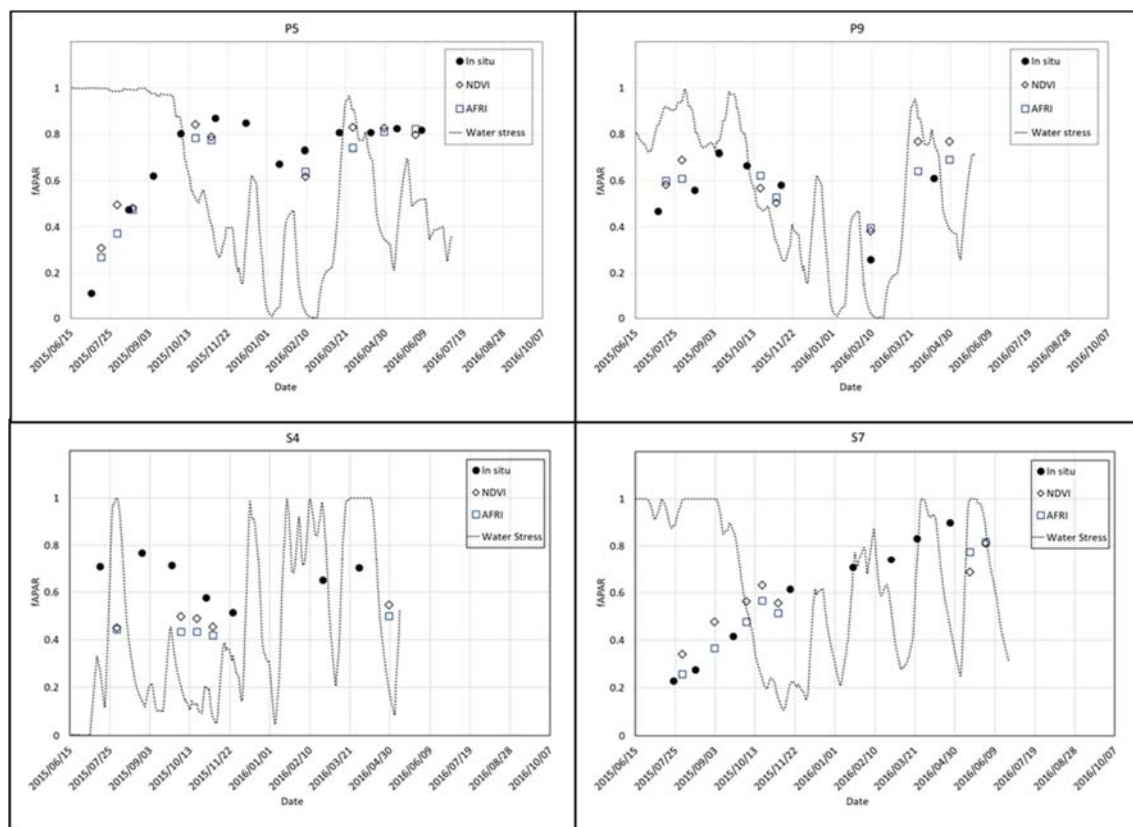 P5
In situ
NDVI
AFRI
Water stress
1
0.8
0.6
0.4
0.2
0
fAPAR
2015/06/15
2015/07/25
2015/09/03
2015/10/13
2015/11/22
2016/01/01
2016/02/10
2016/03/21
2016/04/30
2016/06/09
2016/07/19
2016/08/28
2016/10/07
Date
P9
In situ
NDVI
AFRI
Water stress
1
0.8
0.6
0.4
0.2
0
fAPAR
2015/06/15
2015/07/25
2015/09/03
2015/10/13
2015/11/22
2016/01/01
2016/02/10
2016/03/21
2016/04/30
2016/06/09
2016/07/19
2016/08/28
2016/10/07
Date
S4
In situ
NDVI
AFRI
Water Stress
1
0.8
0.6
0.4
0.2
0
fAPAR
2015/06/15
2015/07/25
2015/09/03
2015/10/13
2015/11/22
2016/01/01
2016/02/10
2016/03/21
2016/04/30
2016/06/09
2016/07/19
2016/08/28
2016/10/07
Date
S7
In situ
NDVI
AFRI
Water Stress
1
0.8
0.6
0.4
0.2
0
fAPAR
2015/06/15
2015/07/25
2015/09/03
2015/10/13
2015/11/22
2016/01/01
2016/02/10
2016/03/21
2016/04/30
2016/06/09
2016/07/19
2016/08/28
2016/10/07
Date